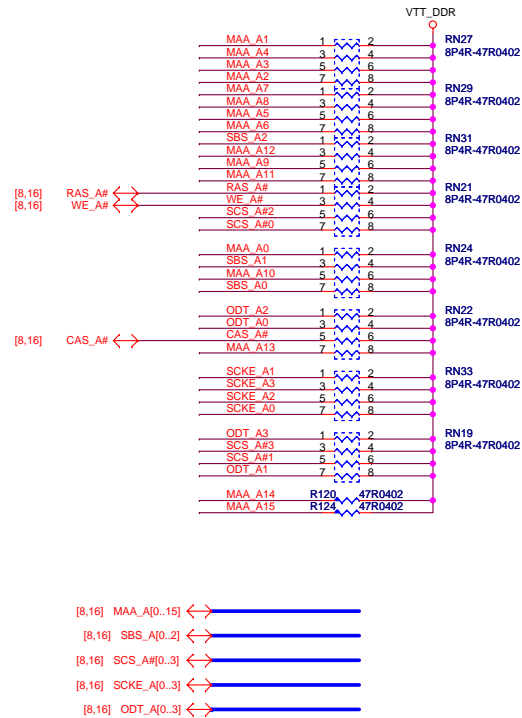 VTT_DDR
MAA_A1 1 2 RN27
MAA_A4 3 4 8P4R-47R0402
MAA_A3 5 6
MAA_A2 7 8
MAA_A7 1 2 RN29
MAA_A8 3 4 8P4R-47R0402
MAA_A5 5 6
MAA_A6 7 8
SBS_A2 1 2 RN31
MAA_A12 3 4 8P4R-47R0402
MAA_A9 5 6
MAA_A11 7 8
[8,16] RAS_A# RAS_A# 1 2 RN21
[8,16] WE_A# WE_A# 3 4 8P4R-47R0402
SCS_A#2 5 6
SCS_A#0 7 8
MAA_A0 1 2 RN24
SBS_A1 3 4 8P4R-47R0402
MAA_A10 5 6
SBS_A0 7 8
ODT_A2 1 2 RN22
ODT_A0 3 4 8P4R-47R0402
[8,16] CAS_A# CAS_A# 5 6
MAA_A13 7 8
SCKE_A1 1 2 RN33
SCKE_A3 3 4 8P4R-47R0402
SCKE_A2 5 6
SCKE_A0 7 8
ODT_A3 1 2 RN19
SCS_A#3 3 4 8P4R-47R0402
SCS_A#1 5 6
ODT_A1 7 8
MAA_A14 R120 47R0402
MAA_A15 R124 47R0402
[8,16] MAA_A[0..15]
[8,16] SBS_A[0..2]
[8,16] SCS_A#[0..3]
[8,16] SCKE_A[0..3]
[8,16] ODT_A[0..3]